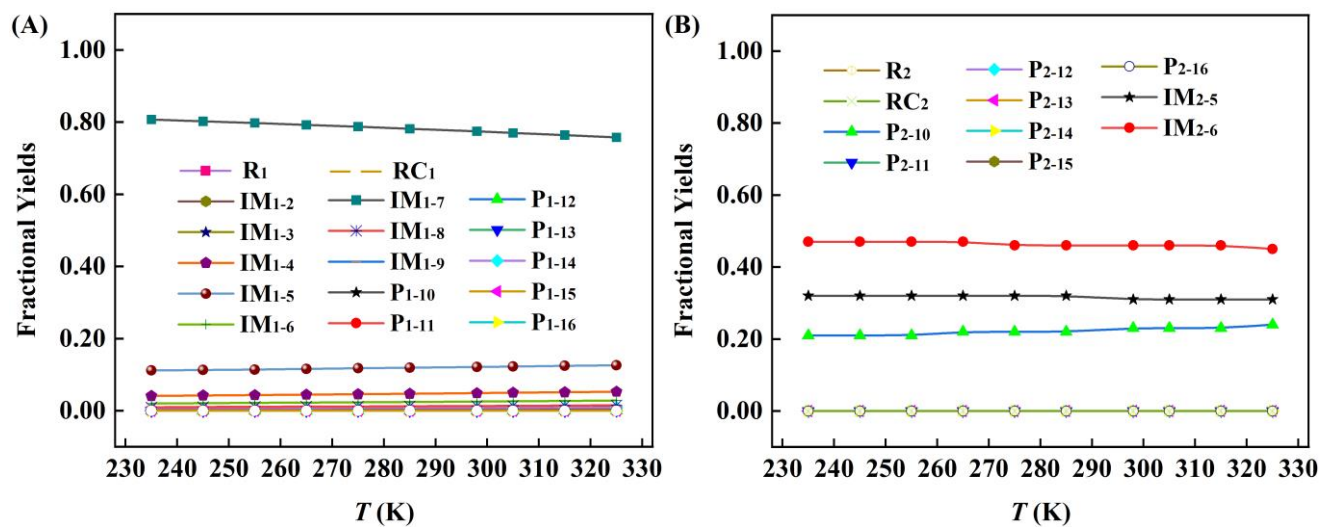 (A)
Fractional Yields
1.00
0.80
0.60
0.40
0.20
0.00
R1 RC1
IM1-2 IM1-7 P1-12
IM1-3 IM1-8 P1-13
IM1-4 IM1-9 P1-14
IM1-5 P1-10 P1-15
IM1-6 P1-11 P1-16
230 240 250 260 270 280 290 300 310 320 330
T (K)
(B)
Fractional Yields
1.00
0.80
0.60
0.40
0.20
0.00
R2 P2-12 P2-16
RC2 P2-13 IM2-5
P2-10 P2-14 IM2-6
P2-11 P2-15
230 240 250 260 270 280 290 300 310 320 330
T (K)